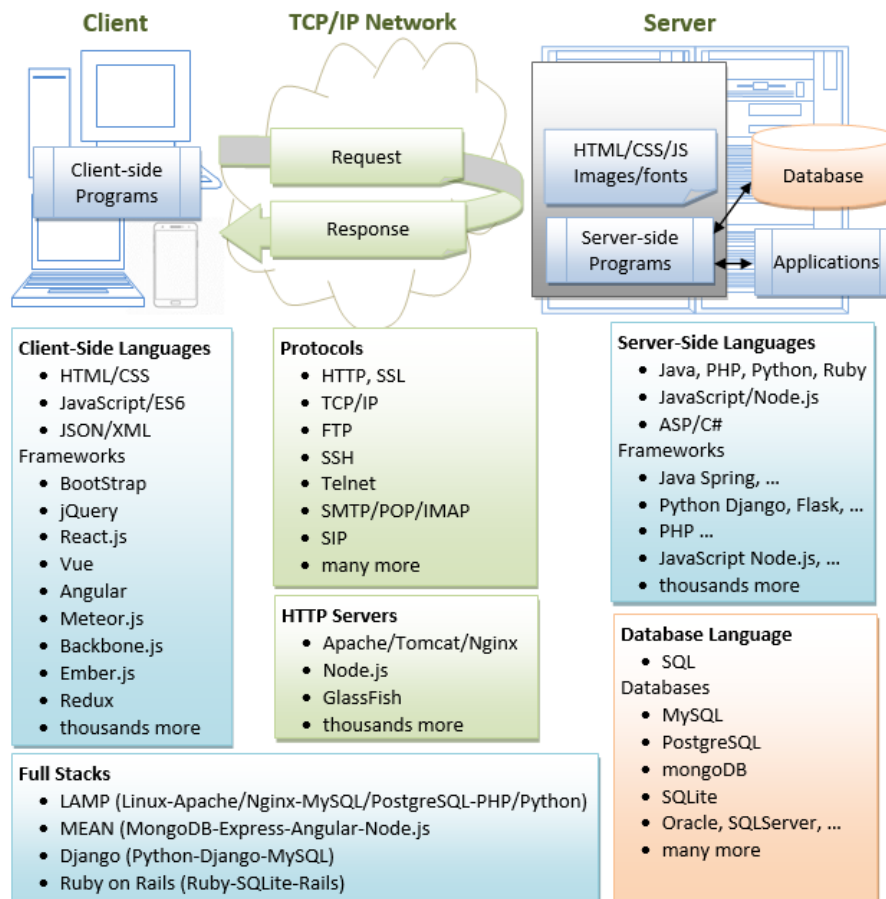 Client
TCP/IP Network
Server
Client-side
Programs
Request
Response
HTML/CSS/JS
Images/fonts
Database
Server-side
Programs
Applications
Client-Side Languages
• HTML/CSS
• JavaScript/ES6
• JSON/XML
Frameworks
• BootStrap
• jQuery
• React.js
• Vue
• Angular
• Meteor.js
• Backbone.js
• Ember.js
• Redux
• thousands more
Protocols
• HTTP, SSL
• TCP/IP
• FTP
• SSH
• Telnet
• SMTP/POP/IMAP
• SIP
• many more
HTTP Servers
• Apache/Tomcat/Nginx
• Node.js
• GlassFish
• thousands more
Server-Side Languages
• Java, PHP, Python, Ruby
• JavaScript/Node.js
• ASP/C#
Frameworks
• Java Spring, ...
• Python Django, Flask, ...
• PHP ...
• JavaScript Node.js, ...
• thousands more
Database Language
• SQL
Databases
• MySQL
• PostgreSQL
• mongoDB
• SQLite
• Oracle, SQLServer, ...
• many more
Full Stacks
• LAMP (Linux-Apache/Nginx-MySQL/PostgreSQL-PHP/Python)
• MEAN (MongoDB-Express-Angular-Node.js
• Django (Python-Django-MySQL)
• Ruby on Rails (Ruby-SQLite-Rails)